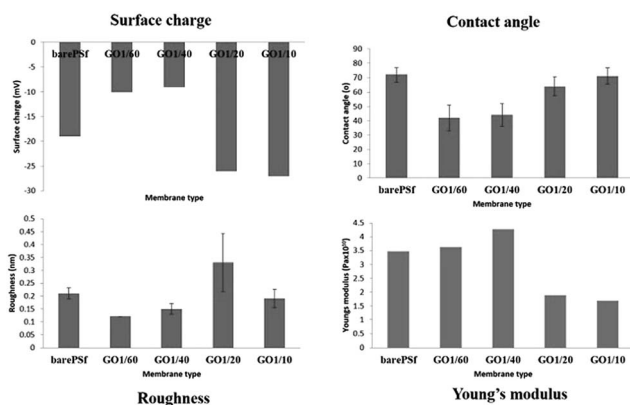 Surface charge
barePSf GO1/60 GO1/40 GO1/20 GO1/10
0
-5
-10
-15
-20
-25
-30
Surface charge (mV)
Membrane type
Contact angle
90
80
70
60
50
40
30
20
10
0
Contact angle (o)
barePSf GO1/60 GO1/40 GO1/20 GO1/10
Membrane type
0.5
0.45
0.4
0.35
0.3
0.25
0.2
0.15
0.1
0.05
0
Roughness (nm)
barePSf GO1/60 GO1/40 GO1/20 GO1/10
Membrane type
Roughness
4.5
3.5
2.5
1.5
0.5
Youngs modulus (Pax10¹⁰)
barePSf GO1/60 GO1/40 GO1/20 GO1/10
Membrane type
Young's modulus